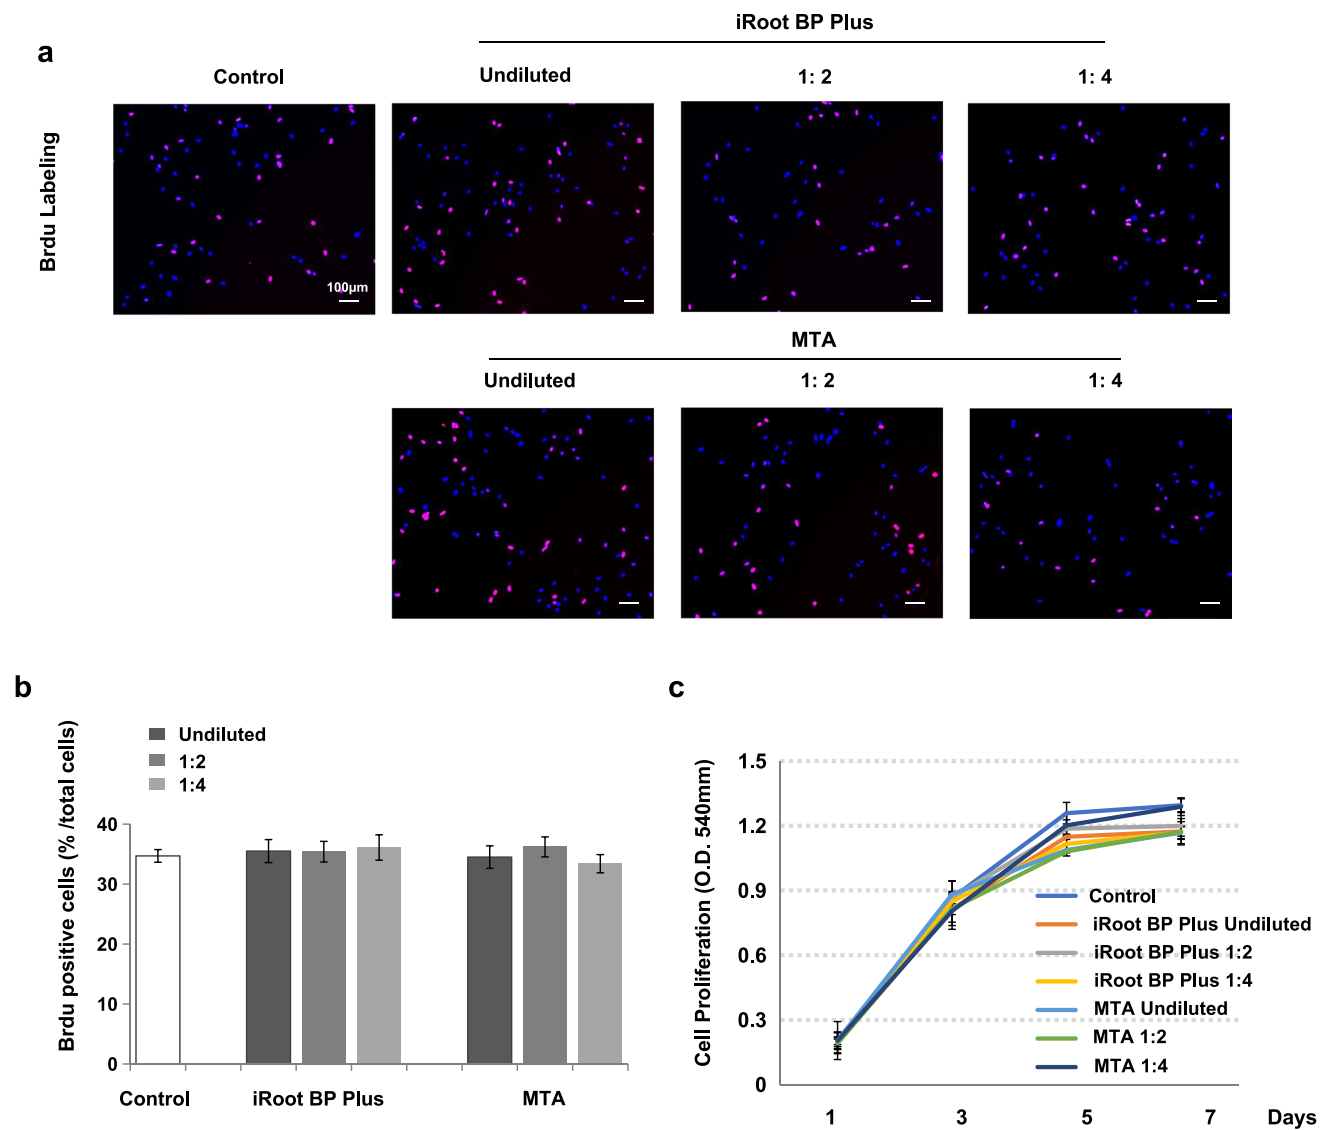 a
iRoot BP Plus
Control
Undiluted
1: 2
1: 4
Brdu Labeling
100µm
MTA
Undiluted
1: 2
1: 4
b
Undiluted
1:2
1:4
Brdu positive cells (% /total cells)
40
30
20
10
0
Control
iRoot BP Plus
MTA
c
Cell Proliferation (O.D. 540mm)
1.5
1.2
0.9
0.6
0.3
0
Control
iRoot BP Plus Undiluted
iRoot BP Plus 1:2
iRoot BP Plus 1:4
MTA Undiluted
MTA 1:2
MTA 1:4
1
3
5
7
Days